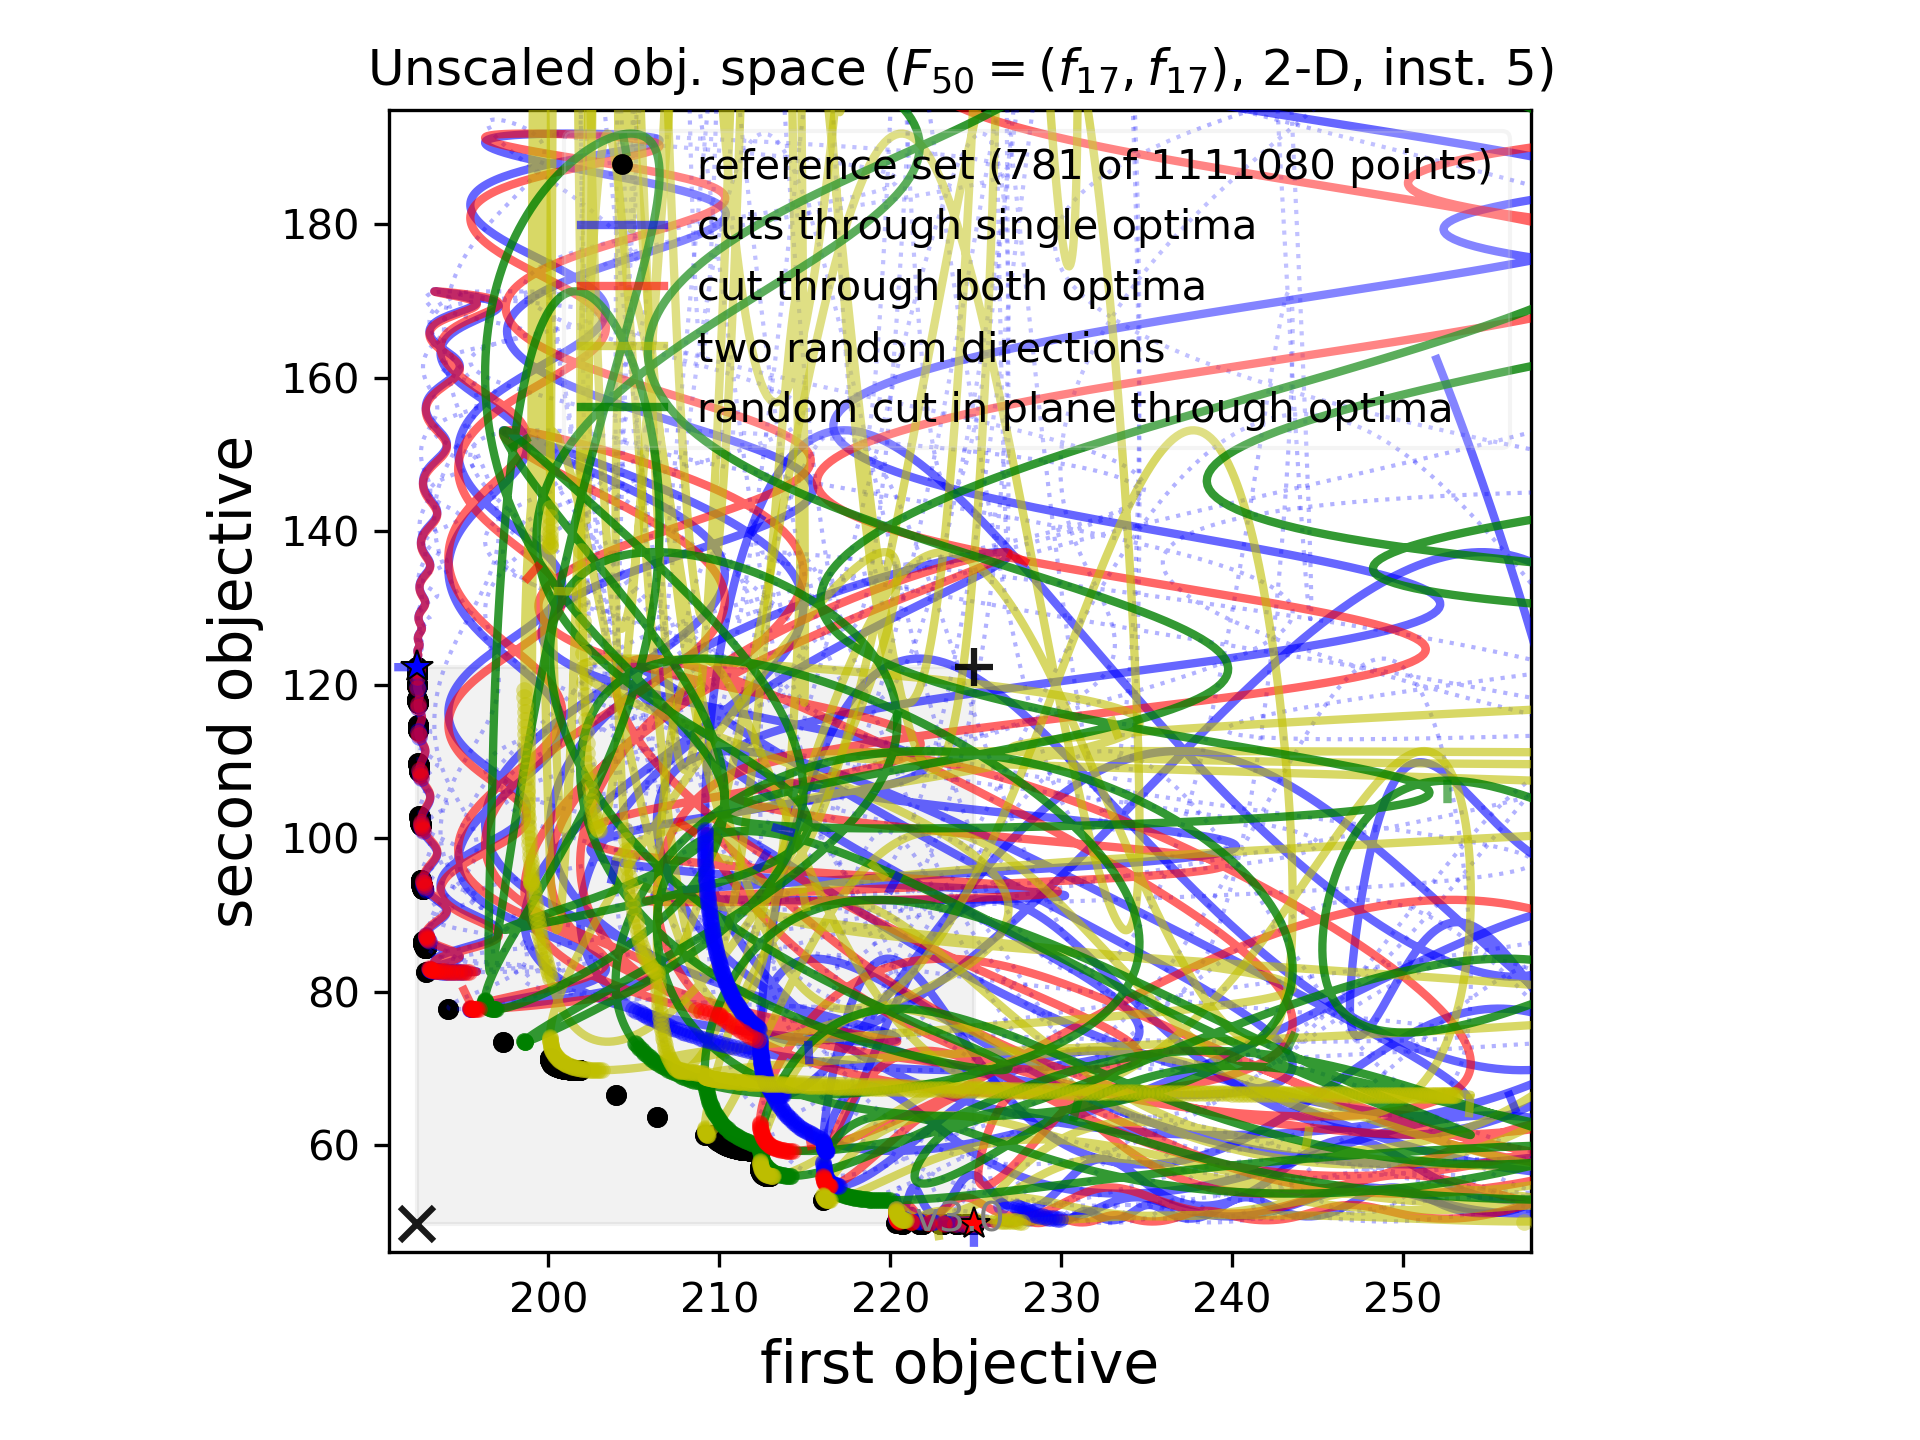 Unscaled obj. space (F₅₀ = (f₁₇, f₁₇), 2-D, inst. 5)
reference set (781 of 1111080 points)
cuts through single optima
cut through both optima
two random directions
random cut in plane through optima
second objective
180
160
140
120
100
80
60
v3.0
200
210
220
230
240
250
first objective